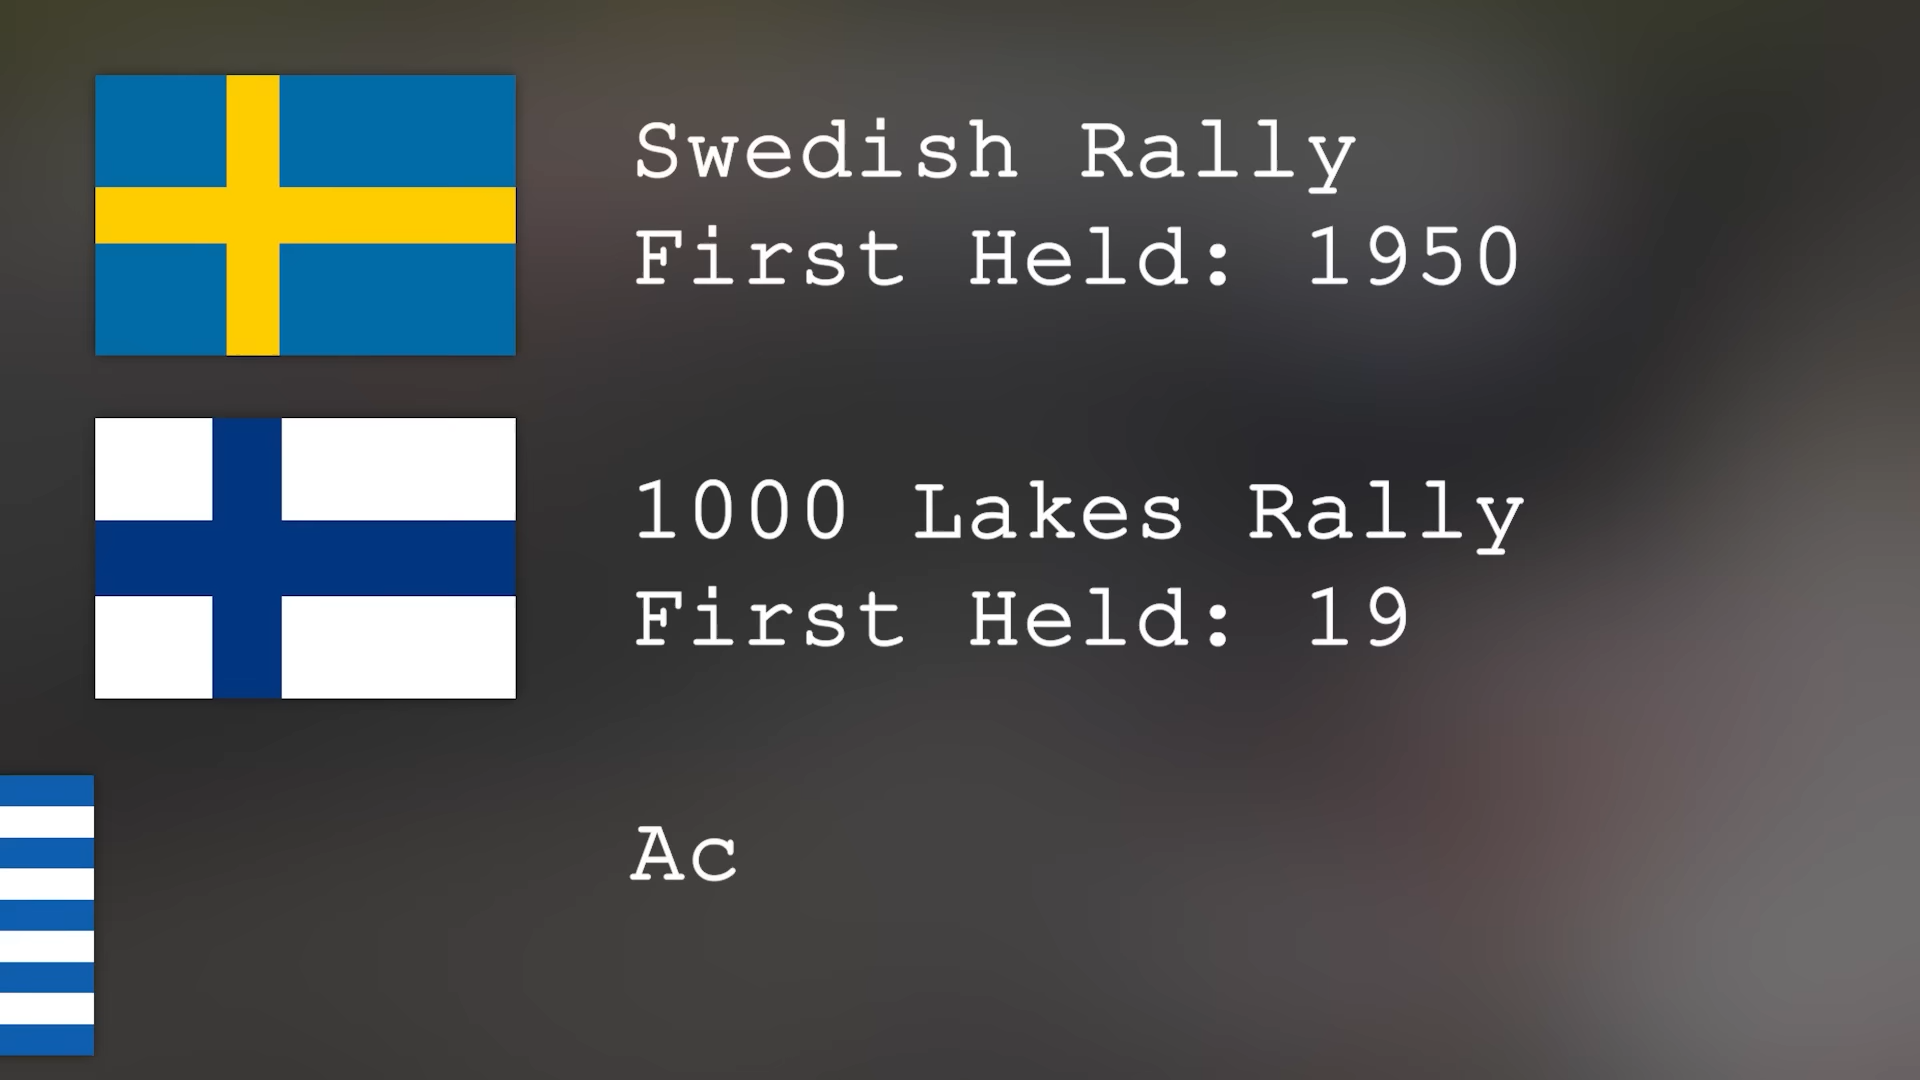 Swedish Rally
First Held: 1950
1000 Lakes Rally
First Held: 19
Ac